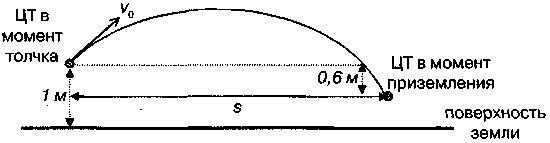 ЦТ в
момент
толчка
v₀
1 м
s
0,6 м
ЦТ в момент
приземления
поверхность
земли